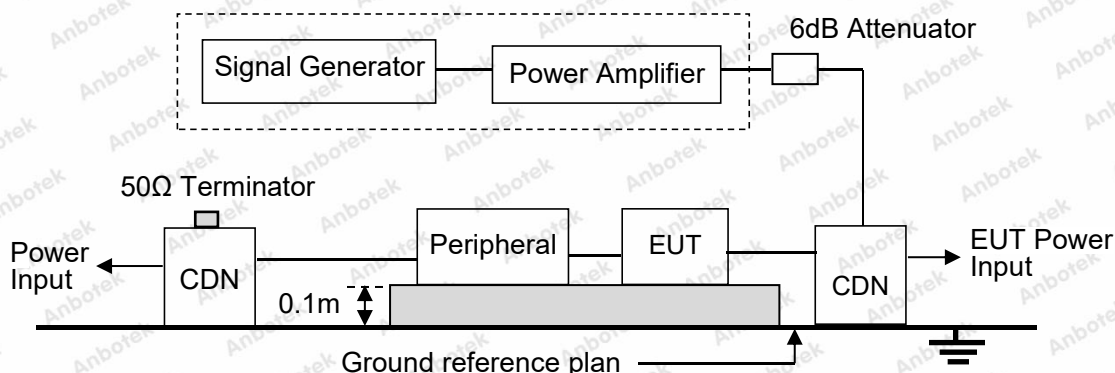 6dB Attenuator
Signal Generator
Power Amplifier
50Ω Terminator
Power
Input
CDN
Peripheral
EUT
CDN
EUT Power
Input
0.1m
Ground reference plan
Anbotek